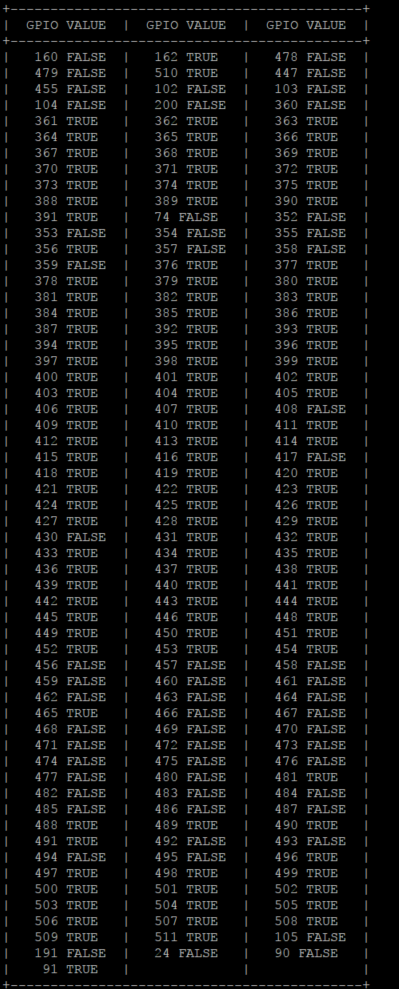 +---------------------------------------------+
| GPIO VALUE | GPIO VALUE | GPIO VALUE |
+---------------------------------------------+
| 160 FALSE | 162 TRUE | 478 FALSE |
| 479 FALSE | 510 TRUE | 447 FALSE |
| 455 FALSE | 102 FALSE | 103 FALSE |
| 104 FALSE | 200 FALSE | 360 FALSE |
| 361 TRUE | 362 TRUE | 363 TRUE |
| 364 TRUE | 365 TRUE | 366 TRUE |
| 367 TRUE | 368 TRUE | 369 TRUE |
| 370 TRUE | 371 TRUE | 372 TRUE |
| 373 TRUE | 374 TRUE | 375 TRUE |
| 388 TRUE | 389 TRUE | 390 TRUE |
| 391 TRUE | 74 FALSE | 352 FALSE |
| 353 FALSE | 354 FALSE | 355 FALSE |
| 356 TRUE | 357 FALSE | 358 FALSE |
| 359 FALSE | 376 TRUE | 377 TRUE |
| 378 TRUE | 379 TRUE | 380 TRUE |
| 381 TRUE | 382 TRUE | 383 TRUE |
| 384 TRUE | 385 TRUE | 386 TRUE |
| 387 TRUE | 392 TRUE | 393 TRUE |
| 394 TRUE | 395 TRUE | 396 TRUE |
| 397 TRUE | 398 TRUE | 399 TRUE |
| 400 TRUE | 401 TRUE | 402 TRUE |
| 403 TRUE | 404 TRUE | 405 TRUE |
| 406 TRUE | 407 TRUE | 408 FALSE |
| 409 TRUE | 410 TRUE | 411 TRUE |
| 412 TRUE | 413 TRUE | 414 TRUE |
| 415 TRUE | 416 TRUE | 417 FALSE |
| 418 TRUE | 419 TRUE | 420 TRUE |
| 421 TRUE | 422 TRUE | 423 TRUE |
| 424 TRUE | 425 TRUE | 426 TRUE |
| 427 TRUE | 428 TRUE | 429 TRUE |
| 430 FALSE | 431 TRUE | 432 TRUE |
| 433 TRUE | 434 TRUE | 435 TRUE |
| 436 TRUE | 437 TRUE | 438 TRUE |
| 439 TRUE | 440 TRUE | 441 TRUE |
| 442 TRUE | 443 TRUE | 444 TRUE |
| 445 TRUE | 446 TRUE | 448 TRUE |
| 449 TRUE | 450 TRUE | 451 TRUE |
| 452 TRUE | 453 TRUE | 454 TRUE |
| 456 FALSE | 457 FALSE | 458 FALSE |
| 459 FALSE | 460 FALSE | 461 FALSE |
| 462 FALSE | 463 FALSE | 464 FALSE |
| 465 TRUE | 466 FALSE | 467 FALSE |
| 468 FALSE | 469 FALSE | 470 FALSE |
| 471 FALSE | 472 FALSE | 473 FALSE |
| 474 FALSE | 475 FALSE | 476 FALSE |
| 477 FALSE | 480 FALSE | 481 TRUE |
| 482 FALSE | 483 FALSE | 484 FALSE |
| 485 FALSE | 486 FALSE | 487 FALSE |
| 488 TRUE | 489 TRUE | 490 TRUE |
| 491 TRUE | 492 FALSE | 493 FALSE |
| 494 FALSE | 495 FALSE | 496 TRUE |
| 497 TRUE | 498 TRUE | 499 TRUE |
| 500 TRUE | 501 TRUE | 502 TRUE |
| 503 TRUE | 504 TRUE | 505 TRUE |
| 506 TRUE | 507 TRUE | 508 TRUE |
| 509 TRUE | 511 TRUE | 105 FALSE |
| 191 FALSE | 24 FALSE | 90 FALSE |
| 91 TRUE | | |
+---------------------------------------------+